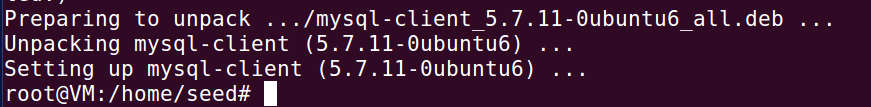 Preparing to unpack .../mysql-client_5.7.11-0ubuntu6_all.deb ...
Unpacking mysql-client (5.7.11-0ubuntu6) ...
Setting up mysql-client (5.7.11-0ubuntu6) ...
root@VM:/home/seed#